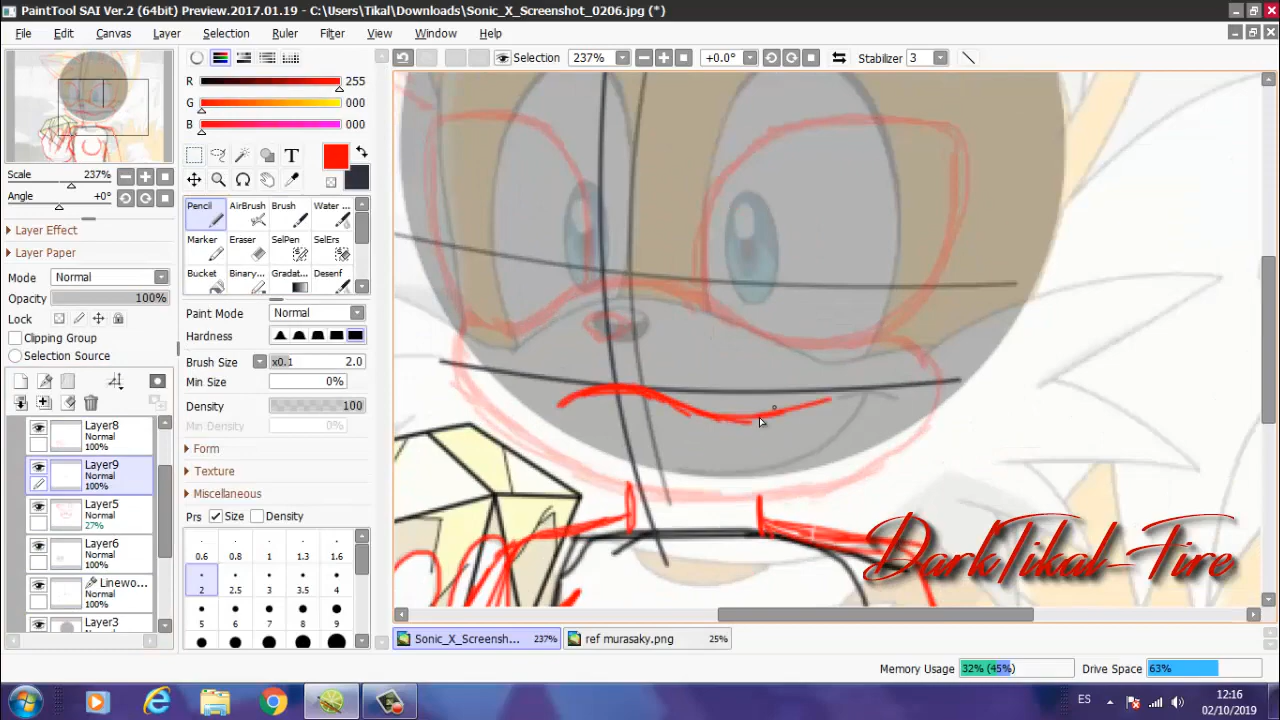 PaintTool SAI Ver.2 (64bit) Preview.2017.01.19 - C:\Users\Tikal\Downloads\Sonic_X_Screenshot_0206.jpg (*)
File Edit Canvas Layer Selection Ruler Filter View Window Help
Selection 237% +0.0° Stabilizer 3
R 255
G 000
B 000
T
Scale 237%
Angle +0°
Layer Effect
Layer Paper
Mode Normal
Opacity 100%
Lock
Clipping Group
Selection Source
Layer8
Normal
100%
Layer9
Normal
100%
Layer5
Normal
27%
Layer6
Normal
100%
Linewo...
Normal
100%
Layer3
Normal
Pencil AirBrush Brush Water ...
Marker Eraser SelPen SelErs
Bucket Binary... Gradat... Desenf
Paint Mode Normal
Hardness
Brush Size x0.1 2.0
Min Size 0%
Density 100
Min Density 0%
Form
Texture
Miscellaneous
Prs Size Density
0.6 0.8 1 1.3 1.6
2 2.5 3 3.5 4
5 6 7 8 9
DarkTikal-Fire
Sonic_X_Screensh... 237% ref murasaky.png 25%
Memory Usage 32% (45%) Drive Space 63%
ES 12:16
02/10/2019